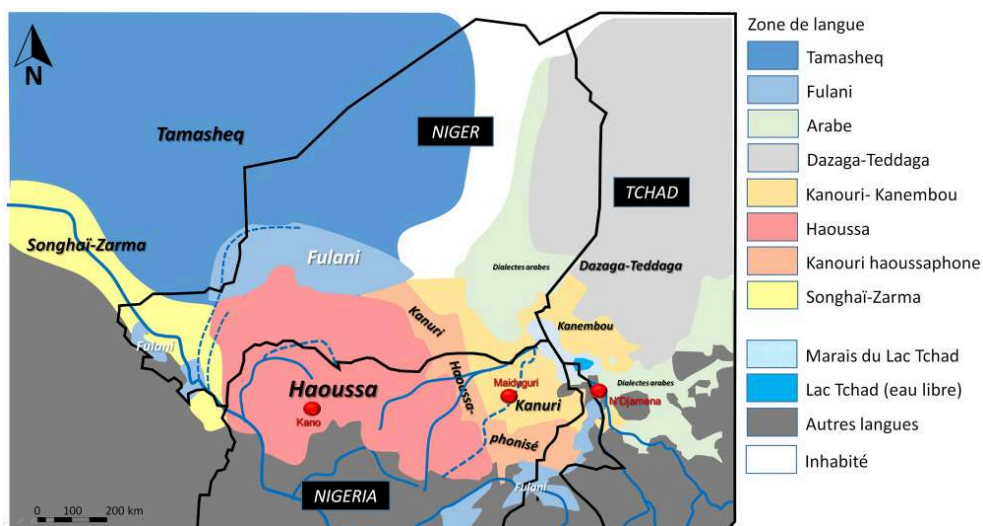 N
Tamasheq
NIGER
TCHAD
Songhaï-Zarma
Fulani
Dialectes arabes
Dazaga-Teddaga
Kanuri
Kanembou
Fulani
Haoussa
Kano
Haoussa-
phonisé
Maiduguri
Kanuri
Dialectes arabes
N'Djamena
NIGERIA
Fulani
0 100 200 km
Zone de langue
Tamasheq
Fulani
Arabe
Dazaga-Teddaga
Kanouri- Kanembou
Haoussa
Kanouri haoussaphone
Songhaï-Zarma
Marais du Lac Tchad
Lac Tchad (eau libre)
Autres langues
Inhabité